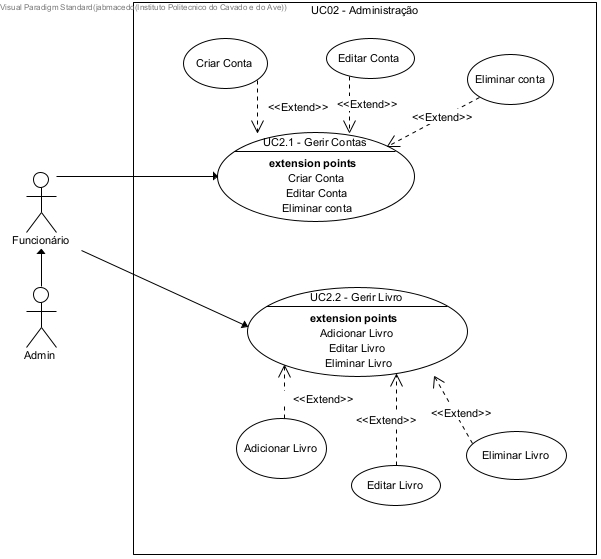 Visual Paradigm Standard(jabmacedo(Instituto Politecnico do Cavado e do Ave))
UC02 - Administração
Criar Conta
Editar Conta
Eliminar conta
<<Extend>>
<<Extend>>
<<Extend>>
UC2.1 - Gerir Contas
extension points
Criar Conta
Editar Conta
Eliminar conta
Funcionário
Admin
UC2.2 - Gerir Livro
extension points
Adicionar Livro
Editar Livro
Eliminar Livro
<<Extend>>
<<Extend>>
<<Extend>>
Adicionar Livro
Editar Livro
Eliminar Livro